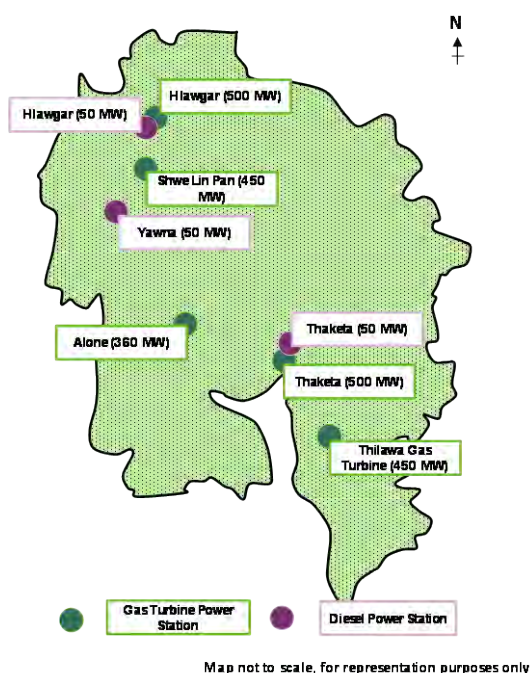 N
Hlawgar (500 MW)
Hlawgar (50 MW)
Shwe Lin Pan (450
MW)
Yawna (50 MW)
Thaketa (50 MW)
Alone (360 MW)
Thaketa (500 MW)
Thilawa Gas
Turbine (450 MW)
Gas Turbine Power
Station
Diesel Power Station
Map not to scale, for representation purposes only